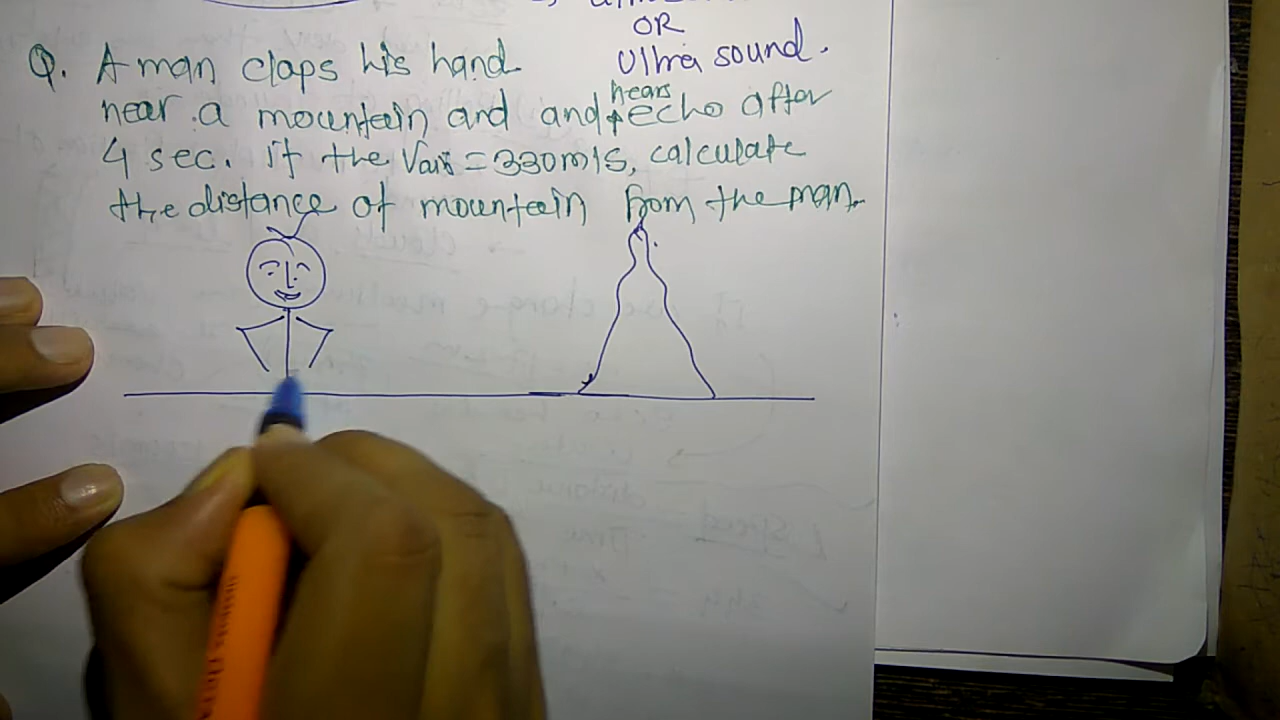 OR
Ultra sound.
Q. A man claps his hand
hears
near a mountain and and echo after
4 sec. if the Vair = 330 m/s, calculate
the distance of mountain from the man.